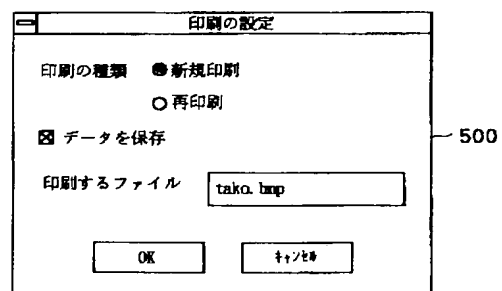 印刷の設定
印刷の種類 新規印刷
再印刷
データを保存
500
印刷するファイル tako.bmp
OK キャンセル